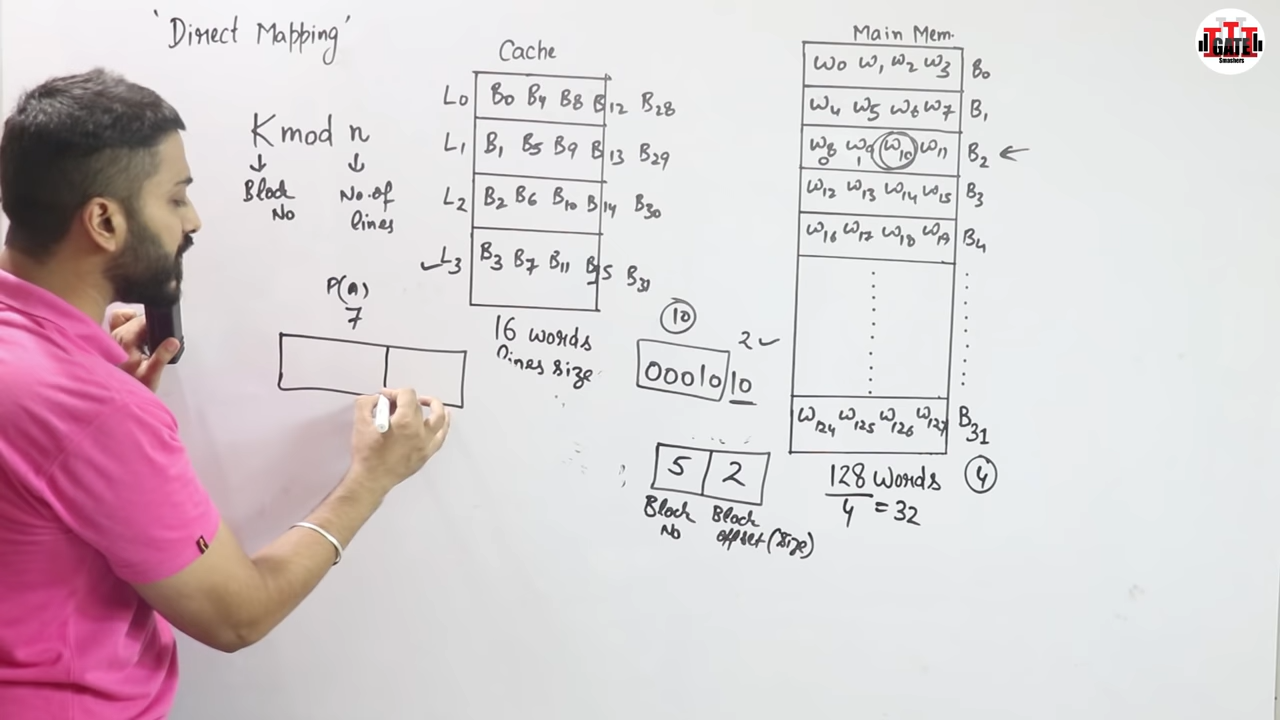 'Direct Mapping'
K mod n
Block No
No. of lines
P(A)
7
Cache
L0 B0 B4 B8 B12 B28
L1 B1 B5 B9 B13 B29
L2 B2 B6 B10 B14 B30
L3 B3 B7 B11 B15 B31
16 words
lines size
10
2
00010 10
5 2
Block No
Block offset (size)
Main Mem.
W0 W1 W2 W3 B0
W4 W5 W6 W7 B1
W8 W9 W10 W11 B2
0 1
W12 W13 W14 W15 B3
W16 W17 W18 W19 B4
W124 W125 W126 W127 B31
128 words
4 = 32
4
GATE
Smashers